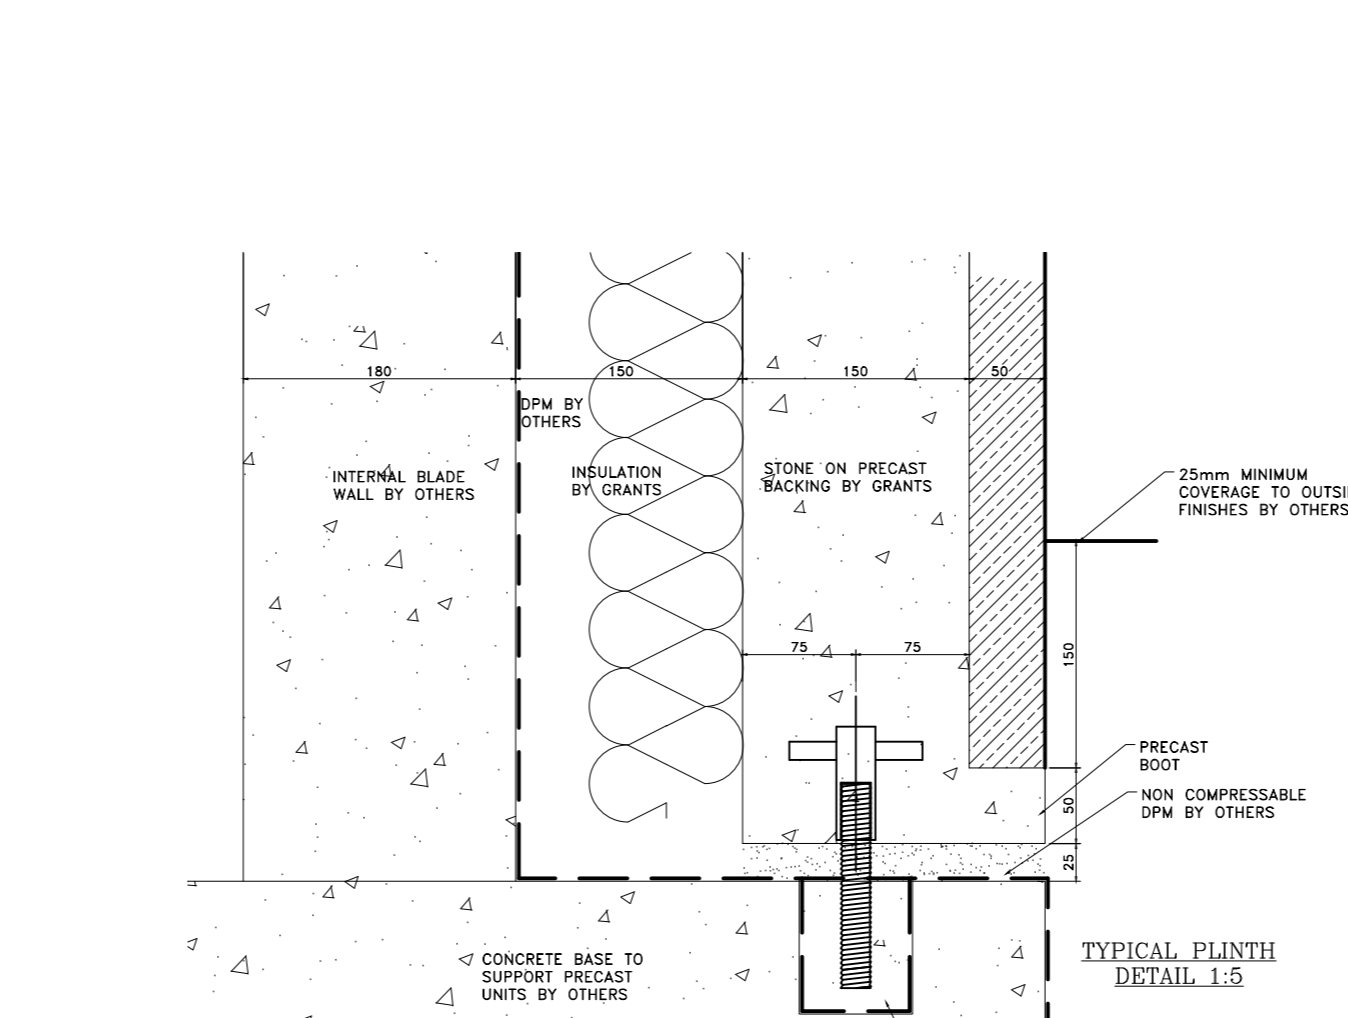 180
150
150
50
DPM BY
OTHERS
INTERNAL BLADE
WALL BY OTHERS
INSULATION
BY GRANTS
STONE ON PRECAST
BACKING BY GRANTS
25mm MINIMUM
COVERAGE TO
FINISHES BY OTHERS
75
75
150
PRECAST
BOOT
50
NON COMPRESSABLE
DPM BY OTHERS
25
CONCRETE BASE TO
SUPPORT PRECAST
UNITS BY OTHERS
TYPICAL PLINTH
DETAIL 1:5